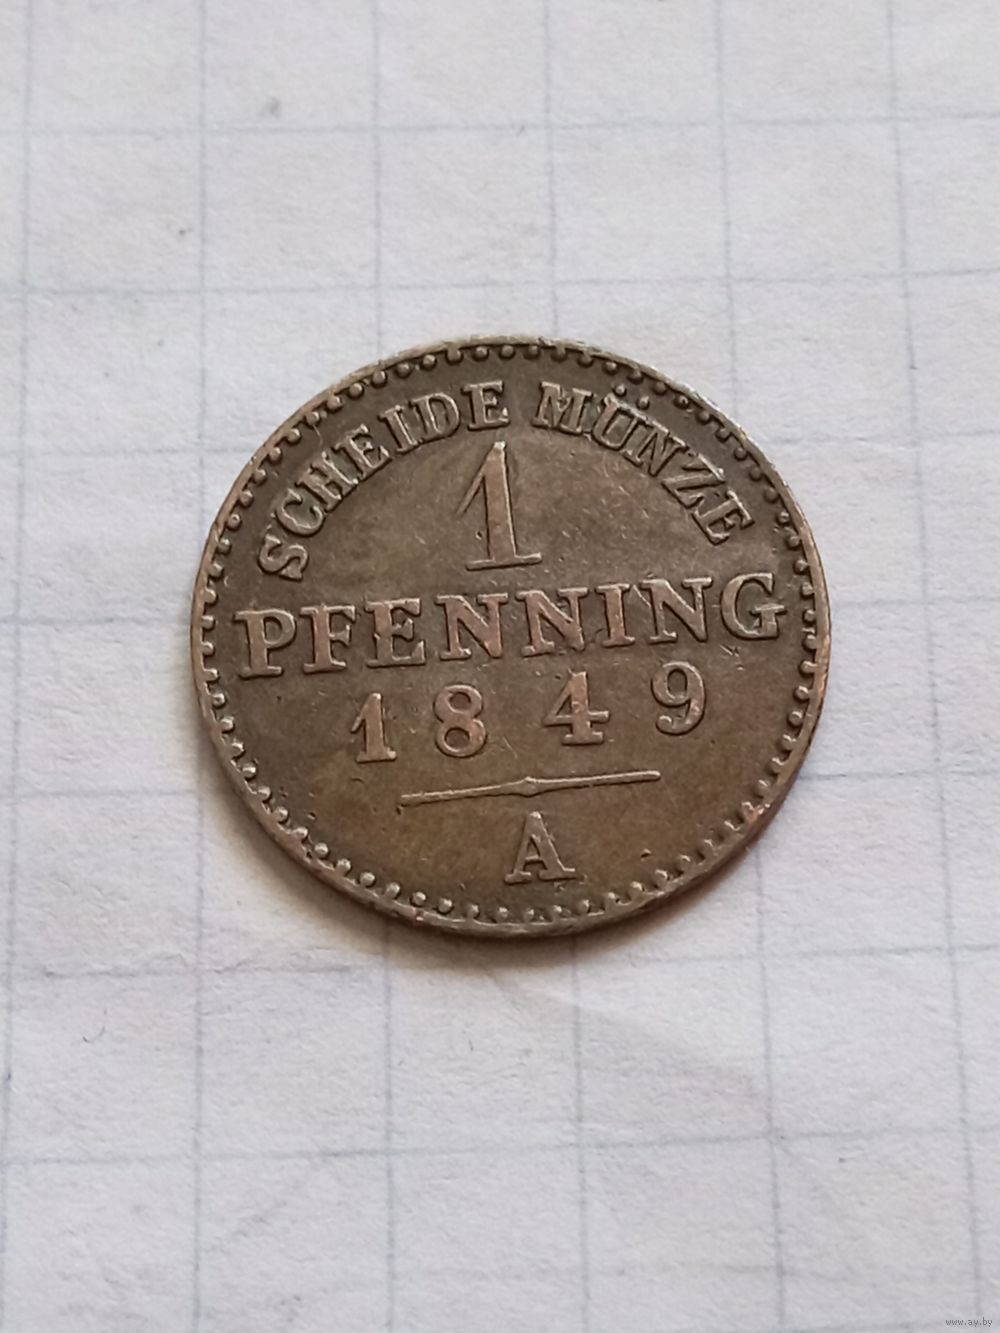 SCHEIDE MÜNZE
1
PFENNING
1849
A
www.ay.by